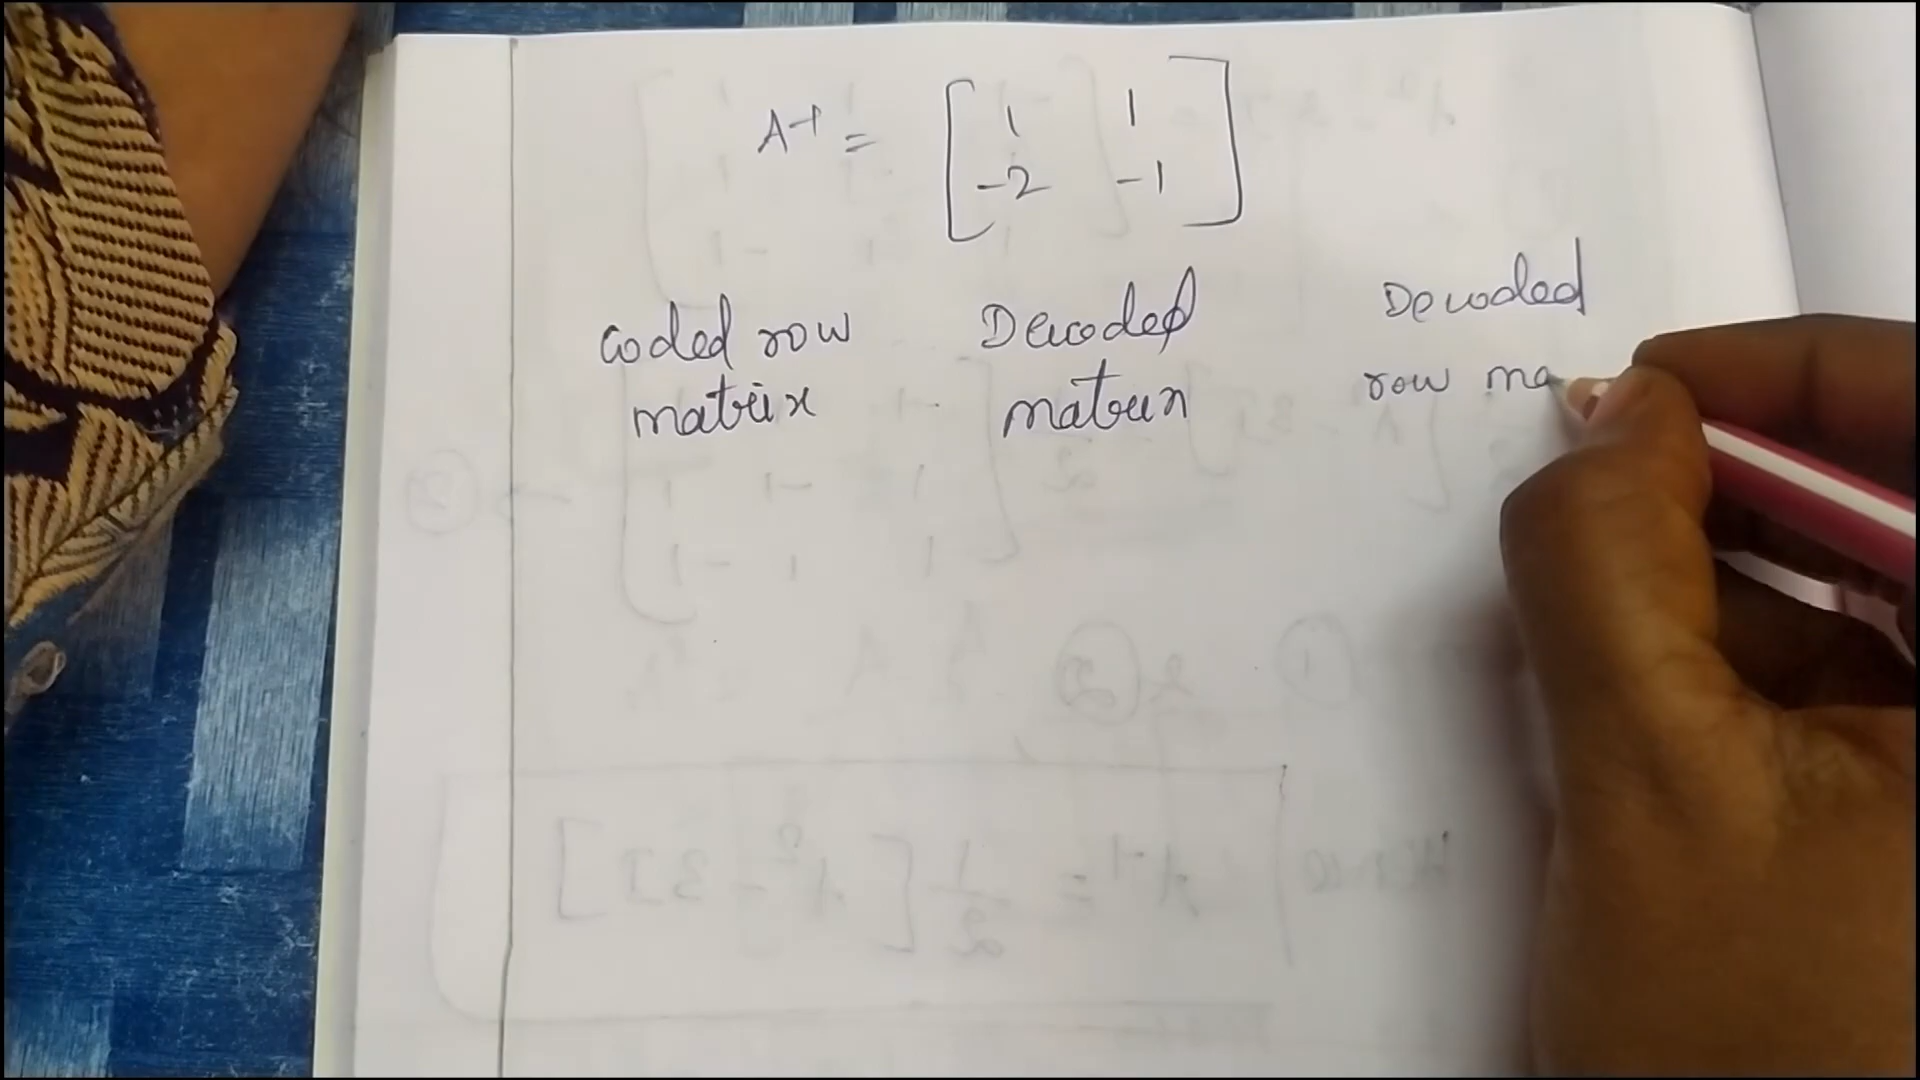 A-1 = [ 1 1
-2 -1 ]
coded row Decoded Decoded
matrix matrix row ma